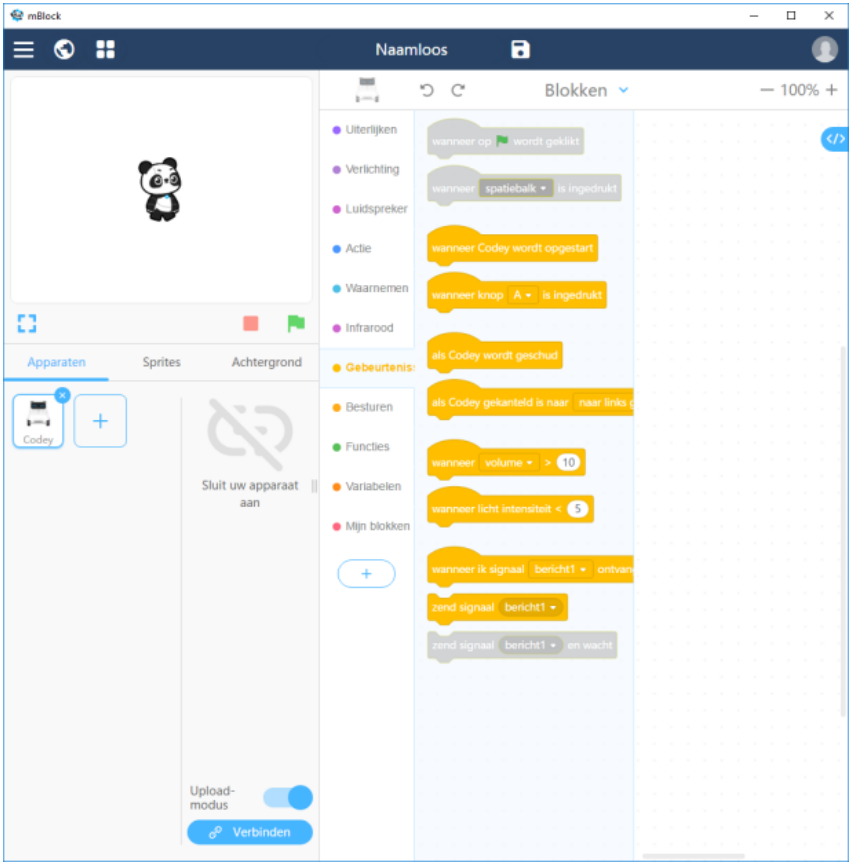 mBlock
Naamloos
Blokken
100%
Uiterlijken
Verlichting
Luidspreker
Actie
Waarnemen
Infrarood
Gebeurtenis
Besturen
Functies
Variabelen
Mijn blokken
+
wanneer op wordt geklikt
wanneer spatiebalk is ingedrukt
wanneer Codey wordt opgestart
wanneer knop A is ingedrukt
als Codey wordt geschud
als Codey gekanteld is naar naar links
wanneer volume > 10
wanneer licht intensiteit < 5
wanneer ik signaal bericht1 ontvan
zend signaal bericht1
zend signaal bericht1 en wacht
</>
Apparaten Sprites Achtergrond
Codey
+
Sluit uw apparaat
aan
Upload-
modus
Verbinden